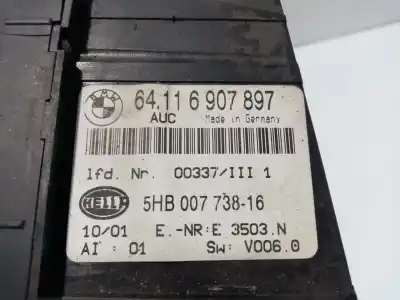 BMW
64.11 6 907 897
AUC Made in Germany
lfd. Nr. 00337/III 1
HELLA 5HB 007 738-16
10/01 E.-NR:E 3503.N
AI : 01 SW: V006.0